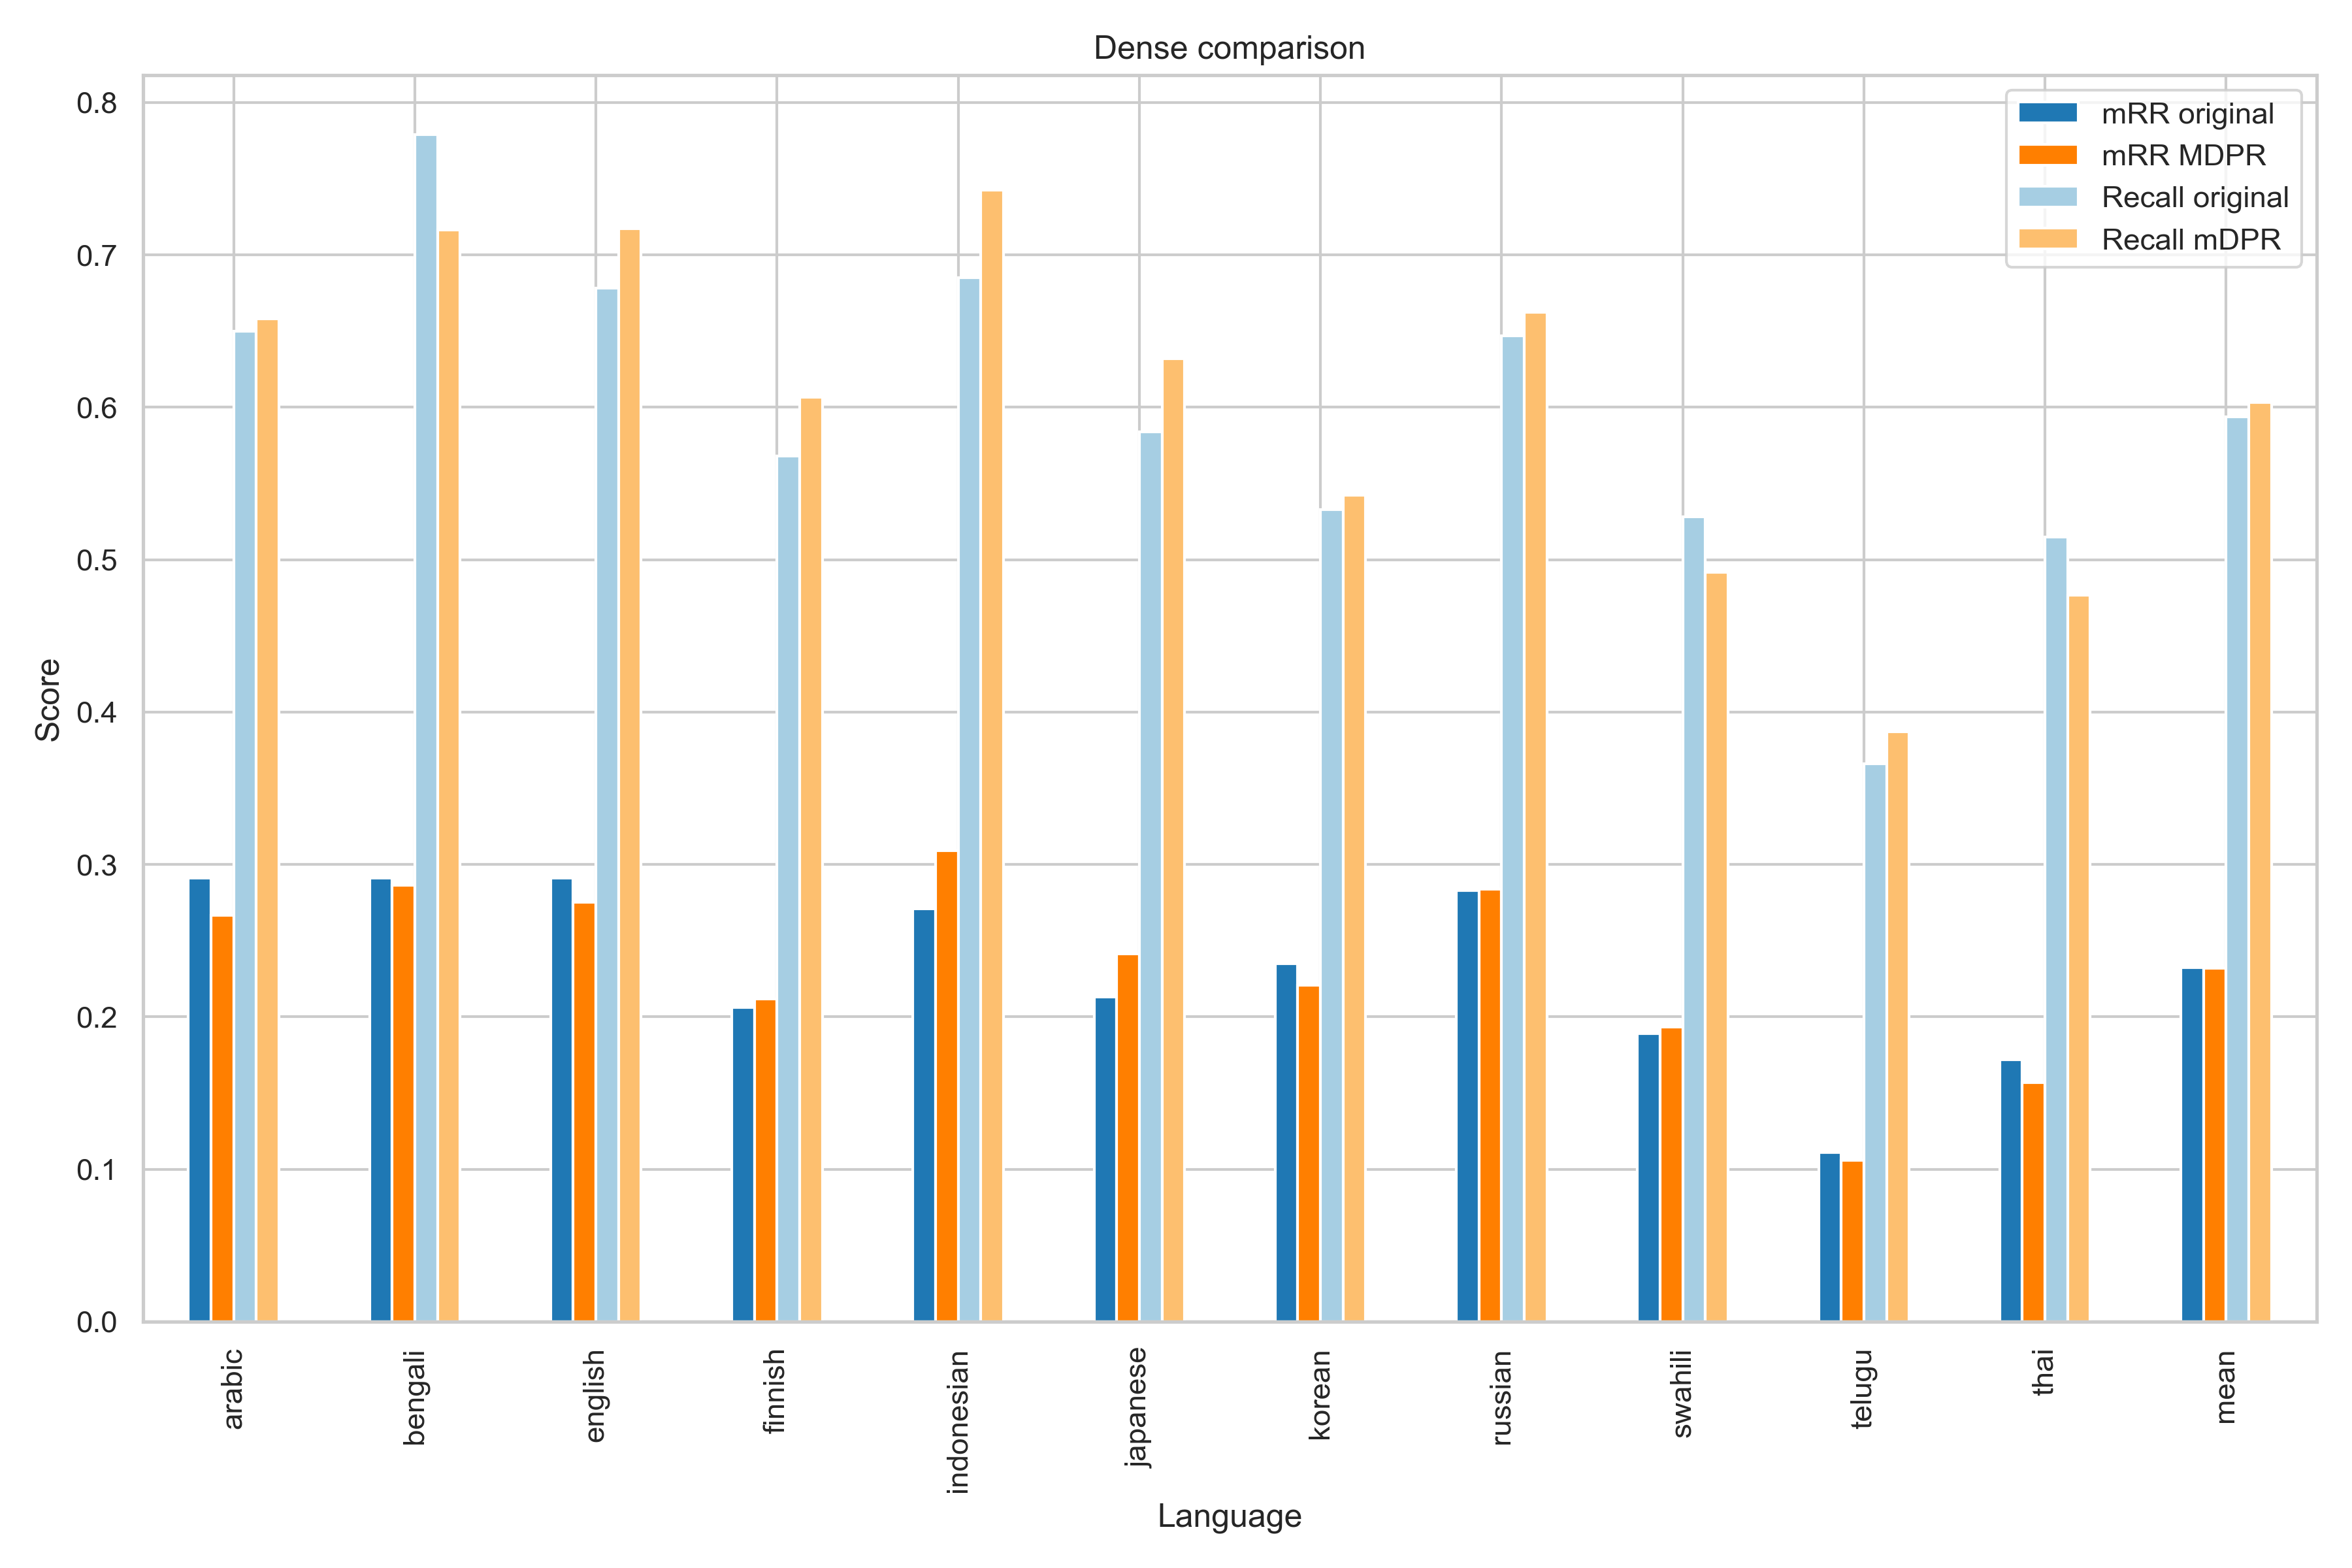 Dense comparison
0.8
0.7
0.6
0.5
0.4
0.3
0.2
0.1
0.0
Score
mRR original
mRR MDPR
Recall original
Recall mDPR
arabic
bengali
english
finnish
indonesian
japanese
korean
russian
swahili
telugu
thai
mean
Language